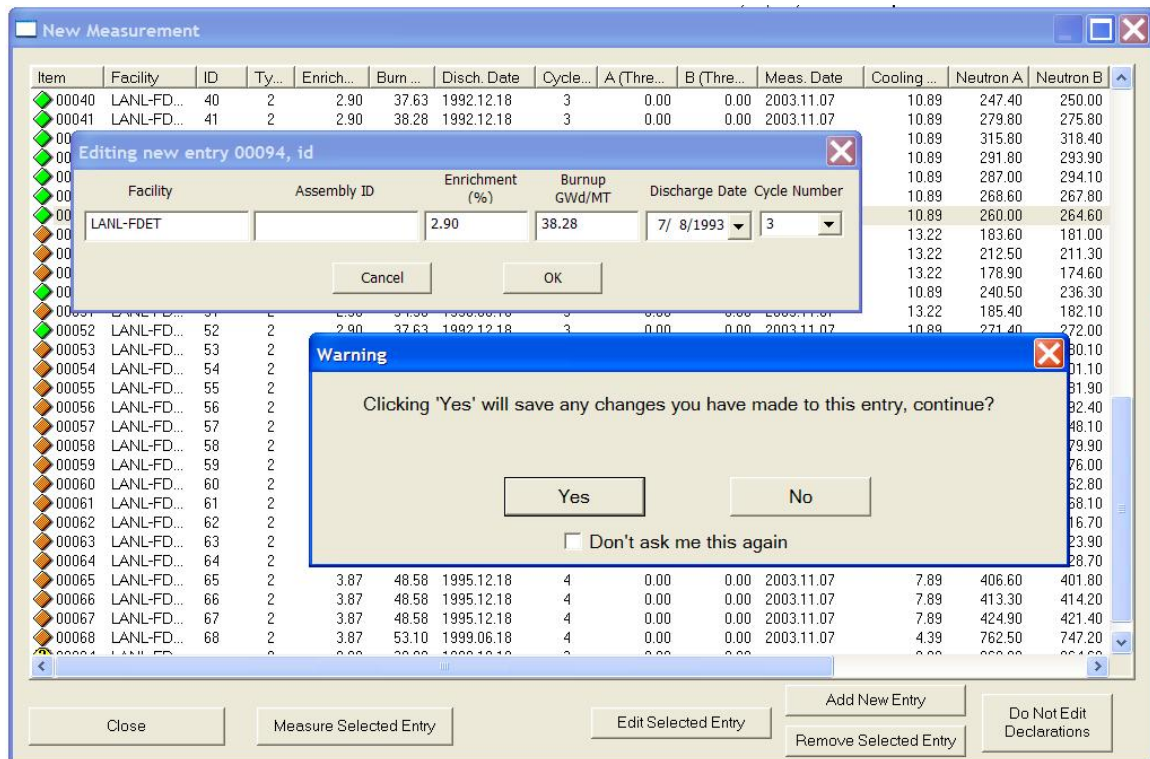 New Measurement
Item Facility ID Ty... Enrich... Burn ... Disch. Date Cycle... A (Thre... B (Thre... Meas. Date Cooling ... Neutron A Neutron B
00040 LANL-FD... 40 2 2.90 37.63 1992.12.18 3 0.00 0.00 2003.11.07 10.89 247.40 250.00
00041 LANL-FD... 41 2 2.90 38.28 1992.12.18 3 0.00 0.00 2003.11.07 10.89 279.80 275.80
10.89 315.80 318.40
Editing new entry 00094, id
10.89 291.80 293.90
10.89 287.00 294.10
Facility Assembly ID Enrichment (%) Burnup GWd/MT Discharge Date Cycle Number
10.89 268.60 267.80
10.89 260.00 264.60
LANL-FDET 2.90 38.28 7/ 8/1993 3
13.22 183.60 181.00
13.22 212.50 211.30
13.22 178.90 174.60
Cancel OK
10.89 240.50 236.30
13.22 185.40 182.10
00052 LANL-FD... 52 2 2.90 37.63 1992.12.18 3 0.00 0.00 2003.11.07 10.89 271.40 272.00
00053 LANL-FD... 53 2
Warning
00054 LANL-FD... 54 2
00055 LANL-FD... 55 2
00056 LANL-FD... 56 2
Clicking 'Yes' will save any changes you have made to this entry, continue?
00057 LANL-FD... 57 2
00058 LANL-FD... 58 2
00059 LANL-FD... 59 2
00060 LANL-FD... 60 2
00061 LANL-FD... 61 2
Yes No
00062 LANL-FD... 62 2
00063 LANL-FD... 63 2
Don't ask me this again
00064 LANL-FD... 64 2
00065 LANL-FD... 65 2 3.87 48.58 1995.12.18 4 0.00 0.00 2003.11.07 7.89 406.60 401.80
00066 LANL-FD... 66 2 3.87 48.58 1995.12.18 4 0.00 0.00 2003.11.07 7.89 413.30 414.20
00067 LANL-FD... 67 2 3.87 48.58 1995.12.18 4 0.00 0.00 2003.11.07 7.89 424.90 421.40
00068 LANL-FD... 68 2 3.87 53.10 1999.06.18 4 0.00 0.00 2003.11.07 4.39 762.50 747.20
Close Measure Selected Entry Edit Selected Entry Add New Entry
Remove Selected Entry
Do Not Edit
Declarations